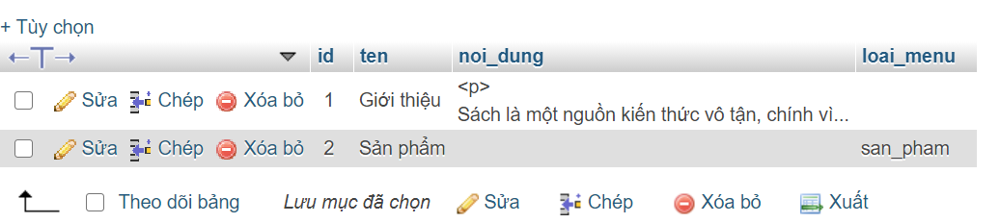 + Tùy chọn
←T→ id ten noi_dung loai_menu
Sửa Chép Xóa bỏ 1 Giới thiệu <p>
Sách là một nguồn kiến thức vô tận, chính vì...
Sửa Chép Xóa bỏ 2 Sản phẩm san_pham
Theo dõi bảng Lưu mục đã chọn Sửa Chép Xóa bỏ Xuất